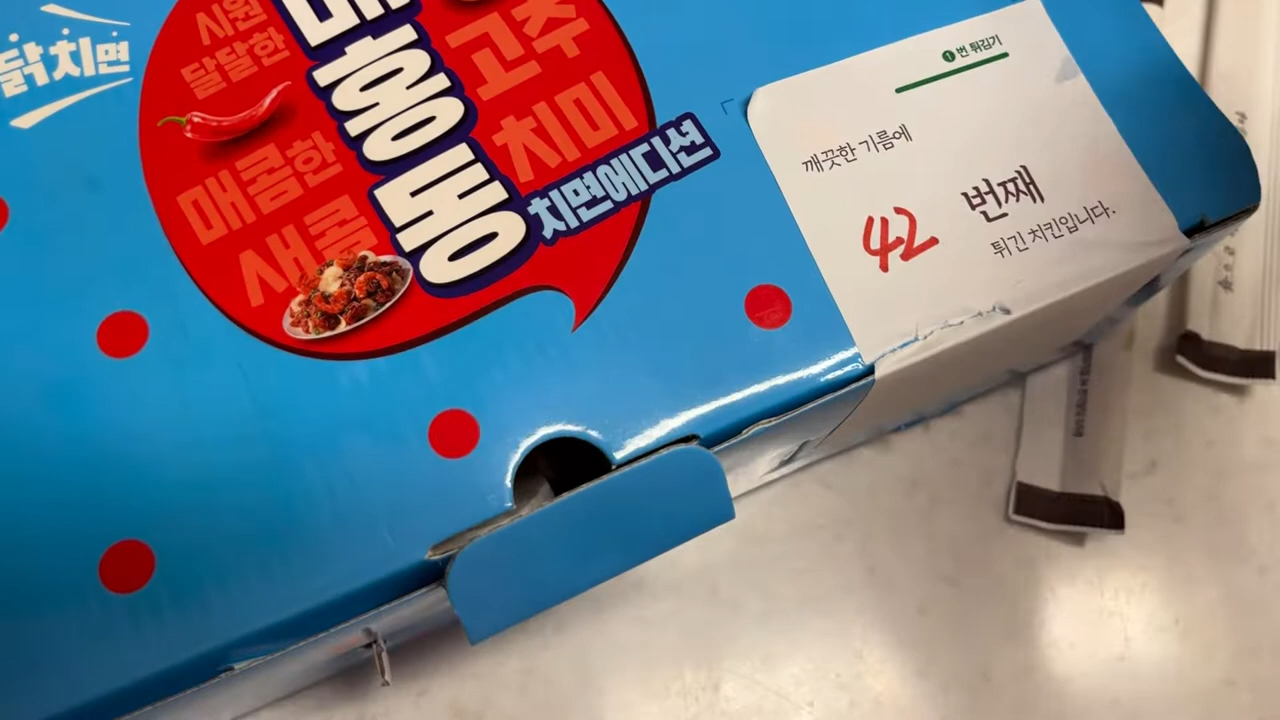 닭치면
시원
달달한
매콤한
새콤
매홍동
고추
치미
치면에디션
1번 튀김기
깨끗한 기름에
42 번째
튀긴 치킨입니다.